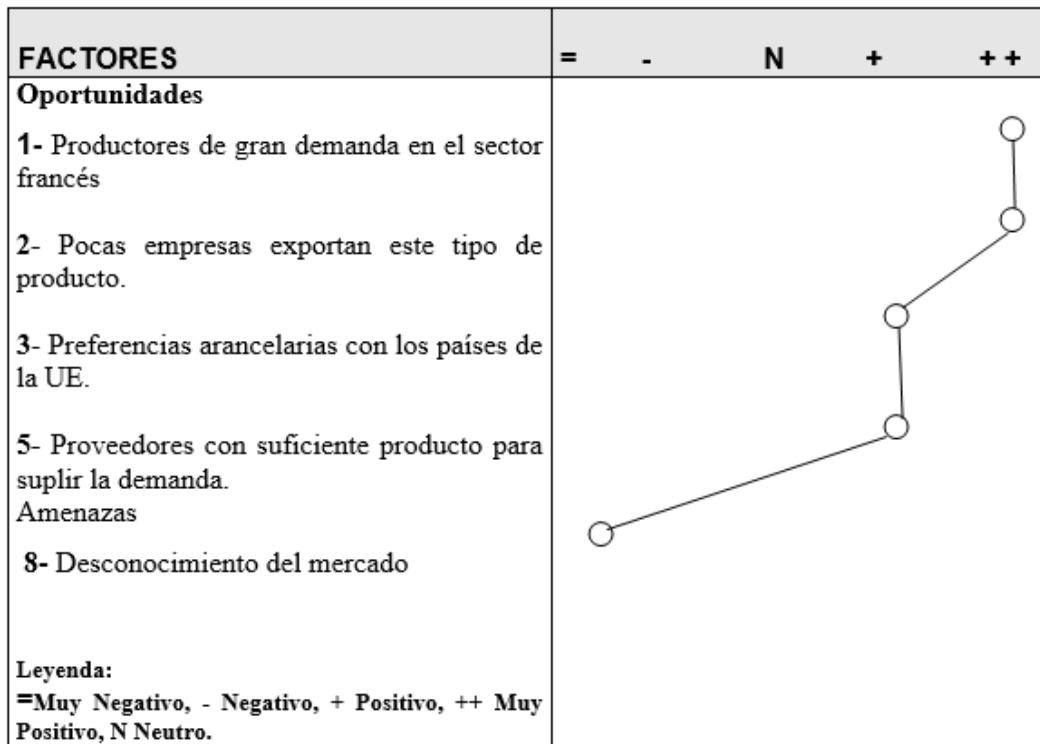 FACTORES = - N + ++
Oportunidades
1- Productores de gran demanda en el sector
francés
2- Pocas empresas exportan este tipo de
producto.
3- Preferencias arancelarias con los países de
la UE.
5- Proveedores con suficiente producto para
suplir la demanda.
Amenazas
8- Desconocimiento del mercado
Leyenda:
=Muy Negativo, - Negativo, + Positivo, ++ Muy
Positivo, N Neutro.